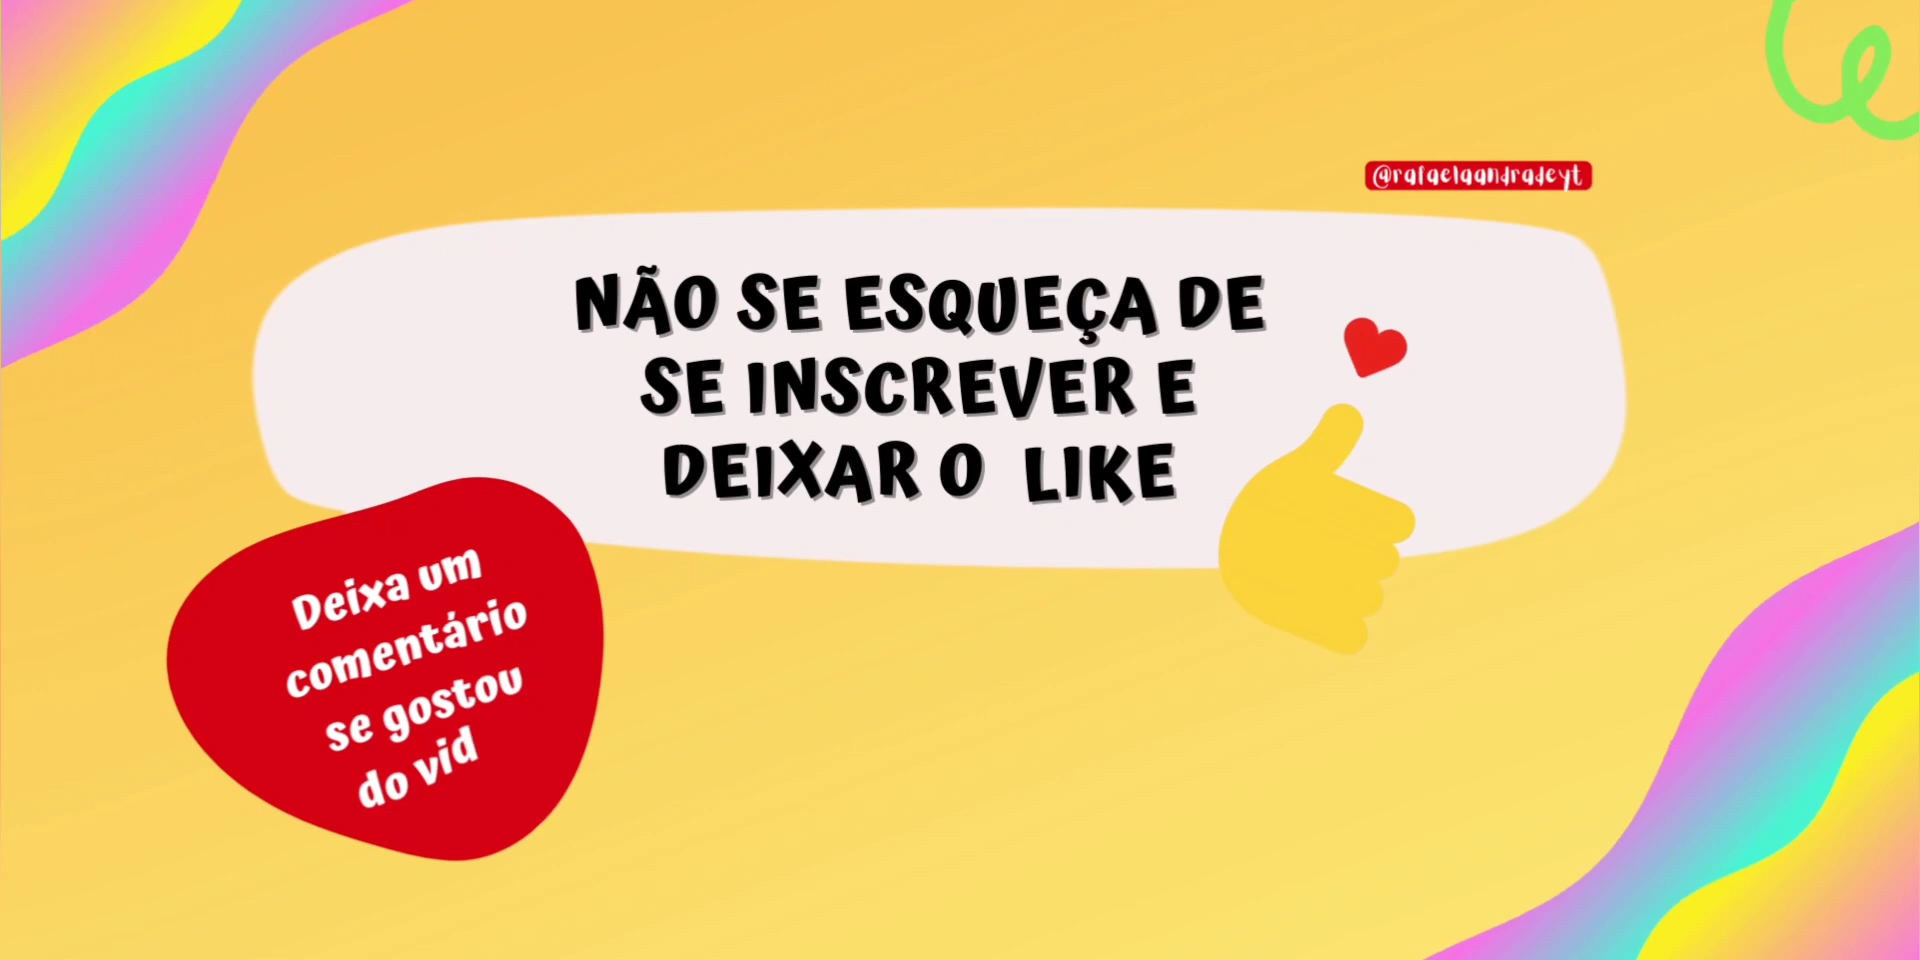 @rafaelaandradeyt
NÃO SE ESQUEÇA DE
SE INSCREVER E
DEIXAR O LIKE
Deixa um
comentário
se gostou
do vid